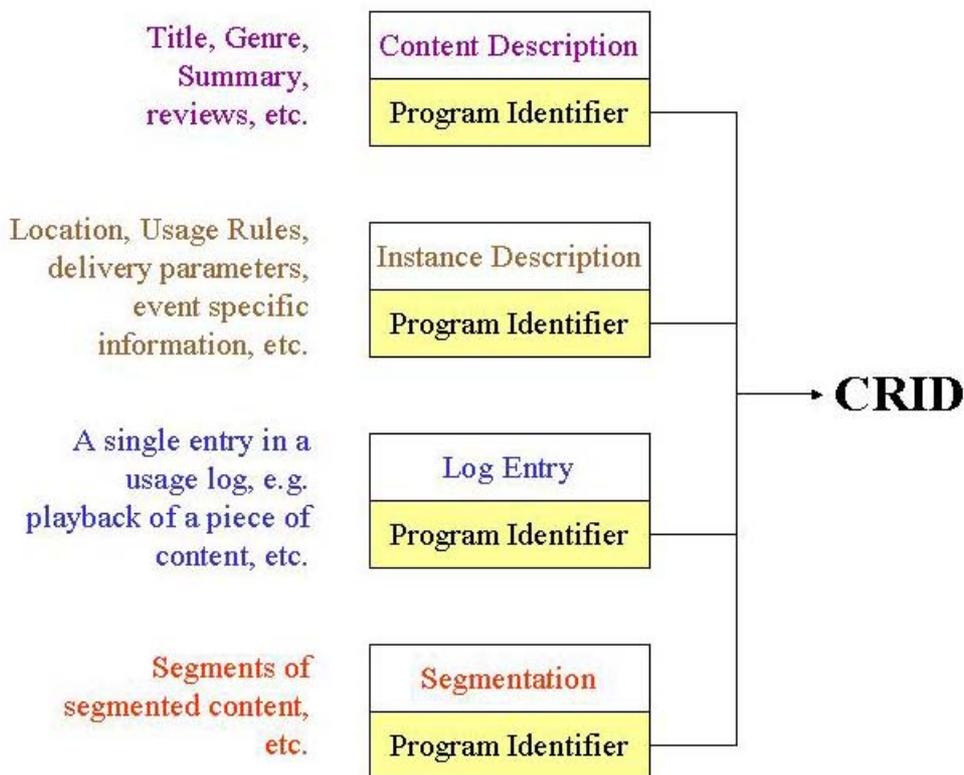 Title, Genre,
Summary,
reviews, etc.
Content Description
Program Identifier
Location, Usage Rules,
delivery parameters,
event specific
information, etc.
Instance Description
Program Identifier
CRID
A single entry in a
usage log, e.g.
playback of a piece of
content, etc.
Log Entry
Program Identifier
Segments of
segmented content,
etc.
Segmentation
Program Identifier